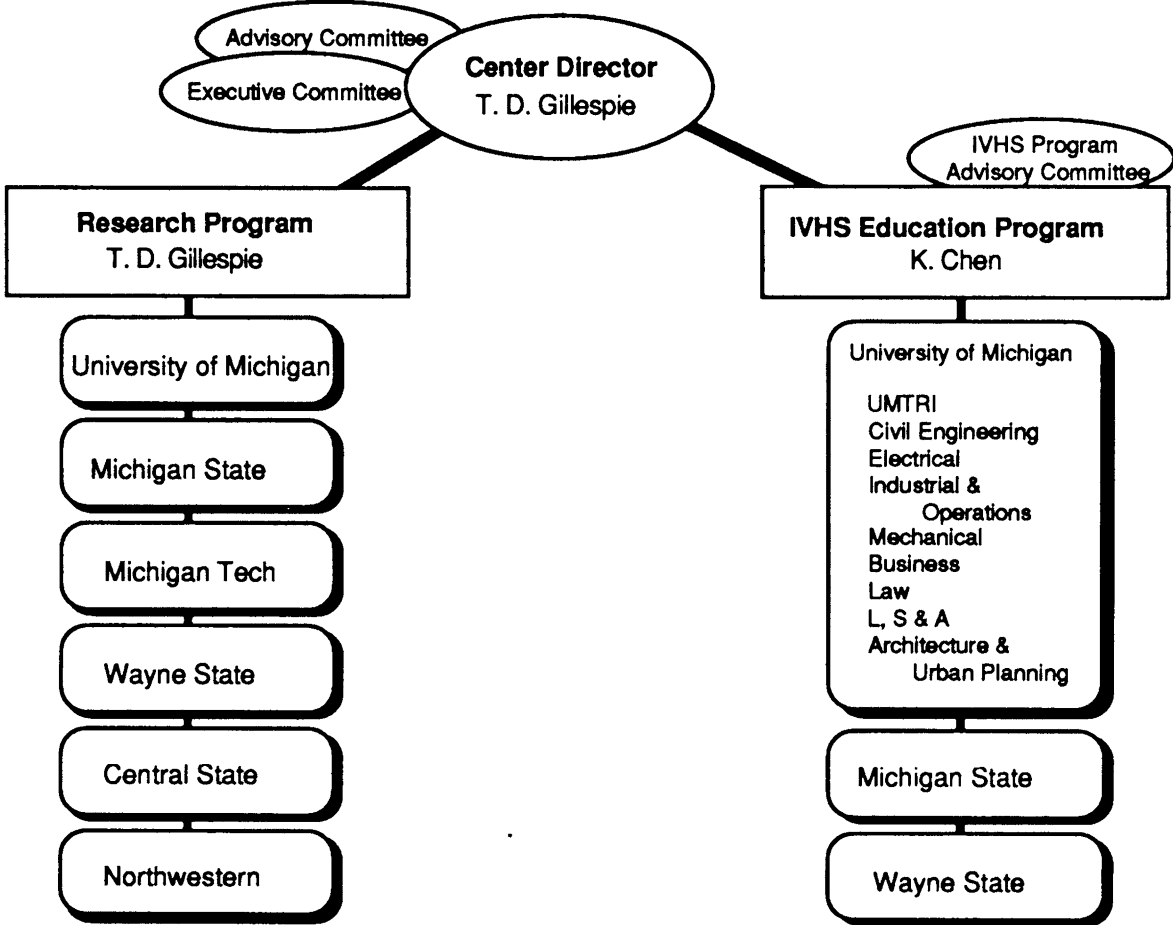 Advisory Committee
Executive Committee
Center Director
T. D. Gillespie
IVHS Program
Advisory Committee
Research Program
T. D. Gillespie
University of Michigan
Michigan State
Michigan Tech
Wayne State
Central State
Northwestern
IVHS Education Program
K. Chen
University of Michigan
UMTRI
Civil Engineering
Electrical
Industrial &
Operations
Mechanical
Business
Law
L, S & A
Architecture &
Urban Planning
Michigan State
Wayne State